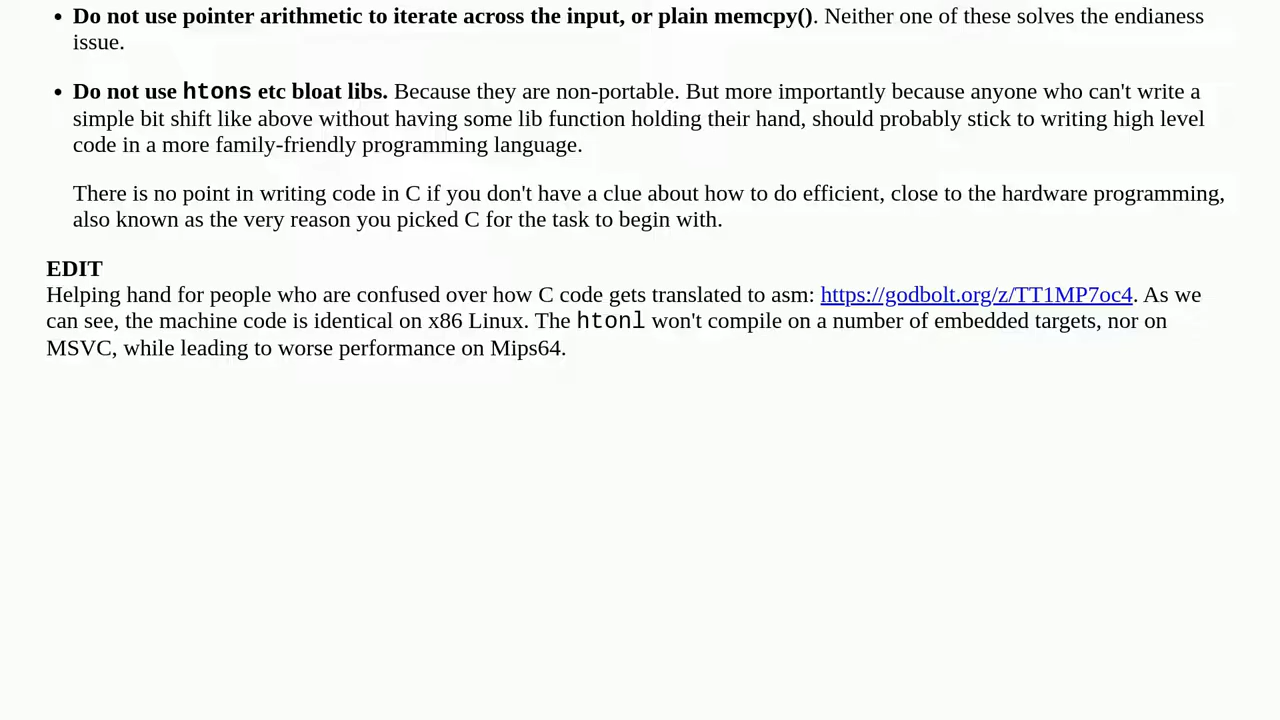 • Do not use pointer arithmetic to iterate across the input, or plain memcpy(). Neither one of these solves the endianess
issue.
• Do not use htons etc bloat libs. Because they are non-portable. But more importantly because anyone who can't write a
simple bit shift like above without having some lib function holding their hand, should probably stick to writing high level
code in a more family-friendly programming language.
There is no point in writing code in C if you don't have a clue about how to do efficient, close to the hardware programming,
also known as the very reason you picked C for the task to begin with.
EDIT
Helping hand for people who are confused over how C code gets translated to asm: https://godbolt.org/z/TT1MP7oc4. As we
can see, the machine code is identical on x86 Linux. The htonl won't compile on a number of embedded targets, nor on
MSVC, while leading to worse performance on Mips64.